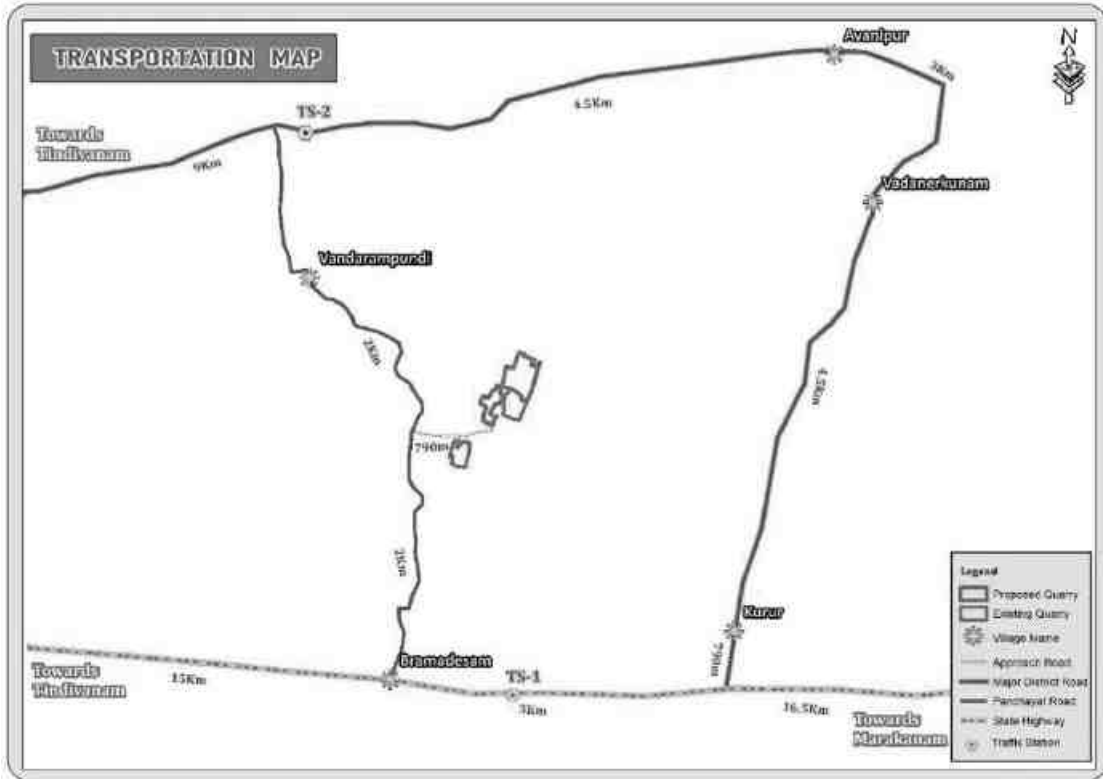 TRANSPORTATION MAP
N
Avanipur
3Km
4.5Km
TS-2
Towards
Tindivanam
9Km
Vadanerkunam
Vandarampundi
2Km
4.5Km
790m
2Km
Kurur
790m
Bramadesam
Towards
Tindivanam
15Km
TS-1
3Km
16.5Km
Towards
Marakanam
Legend
Proposed Quarry
Existing Quarry
Village Name
Approach Road
Major District Road
Panchayat Road
State Highway
Traffic Station